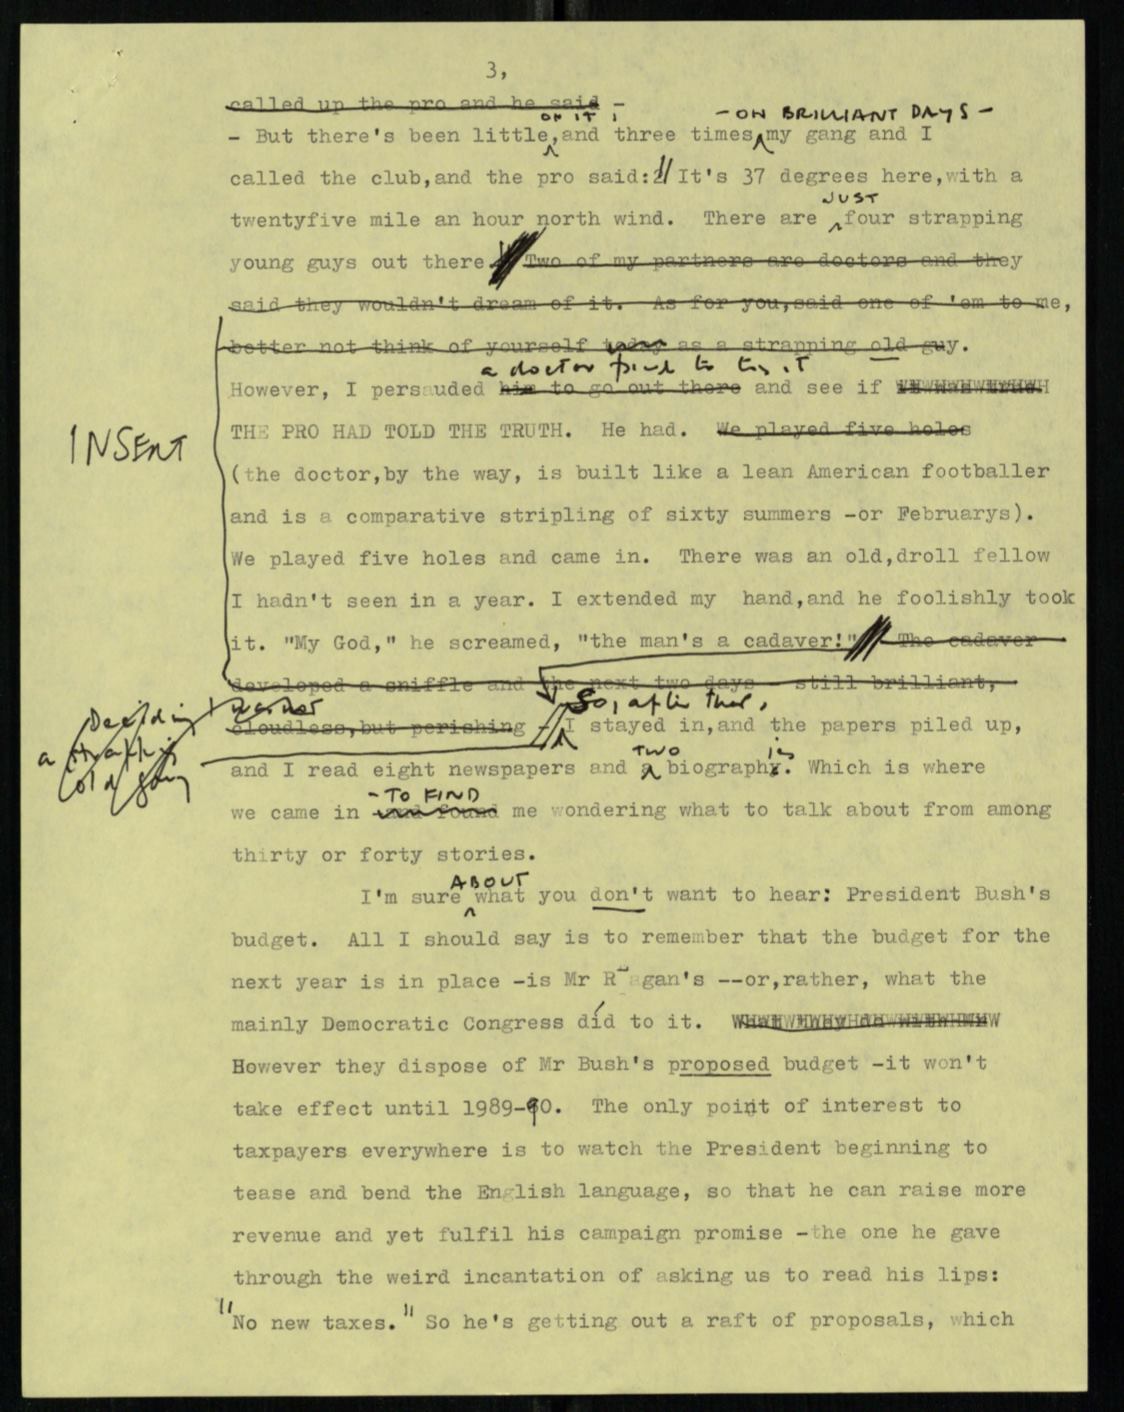 3,
called up the pro and he said -
ON IT, - ON BRILLIANT DAYS -
- But there's been little,and three times,my gang and I
called the club,and the pro said: "It's 37 degrees here,with a
JUST
twentyfive mile an hour north wind. There are four strapping
young guys out there Two of my partners are doctors and they
said they wouldn't dream of it. As for you,said one of 'em to me,
better not think of yourself as a strapping old guy.
a doctor friend to try it
However, I persauded him to go out there and see if
THE PRO HAD TOLD THE TRUTH. He had. We played five holes
INSERT
(the doctor,by the way, is built like a lean American footballer
and is a comparative stripling of sixty summers -or Februarys).
We played five holes and came in. There was an old,droll fellow
I hadn't seen in a year. I extended my hand,and he foolishly took
it. "My God," he screamed, "the man's a cadaver!" The cadaver
developed a sniffle and the next two days - still brilliant,
Deciding
a strapping
old guy
So, after that,
cloudless,but perishing - I stayed in,and the papers piled up,
TWO ies
and I read eight newspapers and a biography. Which is where
- TO FIND
we came in and found me wondering what to talk about from among
thirty or forty stories.
ABOUT
I'm sure what you don't want to hear: President Bush's
budget. All I should say is to remember that the budget for the
next year is in place -is Mr Reagan's --or,rather, what the
mainly Democratic Congress did to it.
However they dispose of Mr Bush's proposed budget -it won't
take effect until 1989-90. The only point of interest to
taxpayers everywhere is to watch the President beginning to
tease and bend the English language, so that he can raise more
revenue and yet fulfil his campaign promise -the one he gave
through the weird incantation of asking us to read his lips:
"No new taxes." So he's getting out a raft of proposals, which